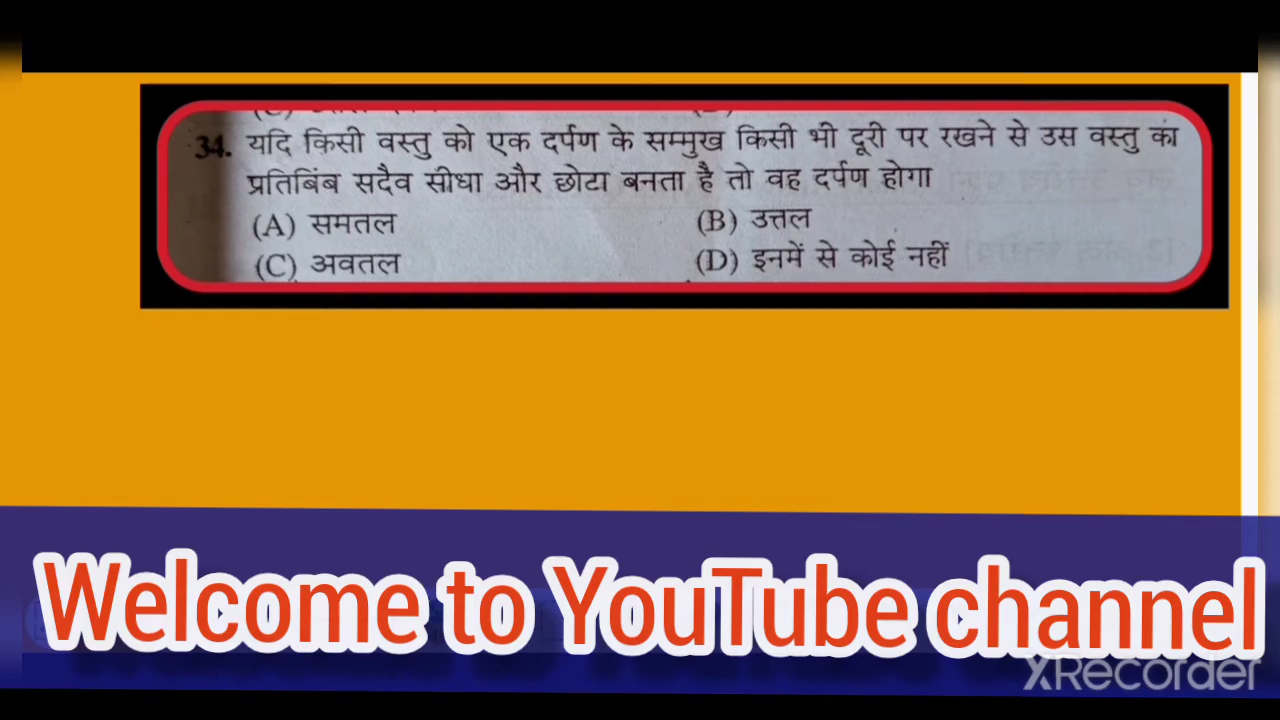 34. यदि किसी वस्तु को एक दर्पण के सम्मुख किसी भी दूरी पर रखने से उस वस्तु का
प्रतिबिंब सदैव सीधा और छोटा बनता है तो वह दर्पण होगा
(A) समतल (B) उत्तल
(C) अवतल (D) इनमें से कोई नहीं
Welcome to YouTube channel
XRecorder